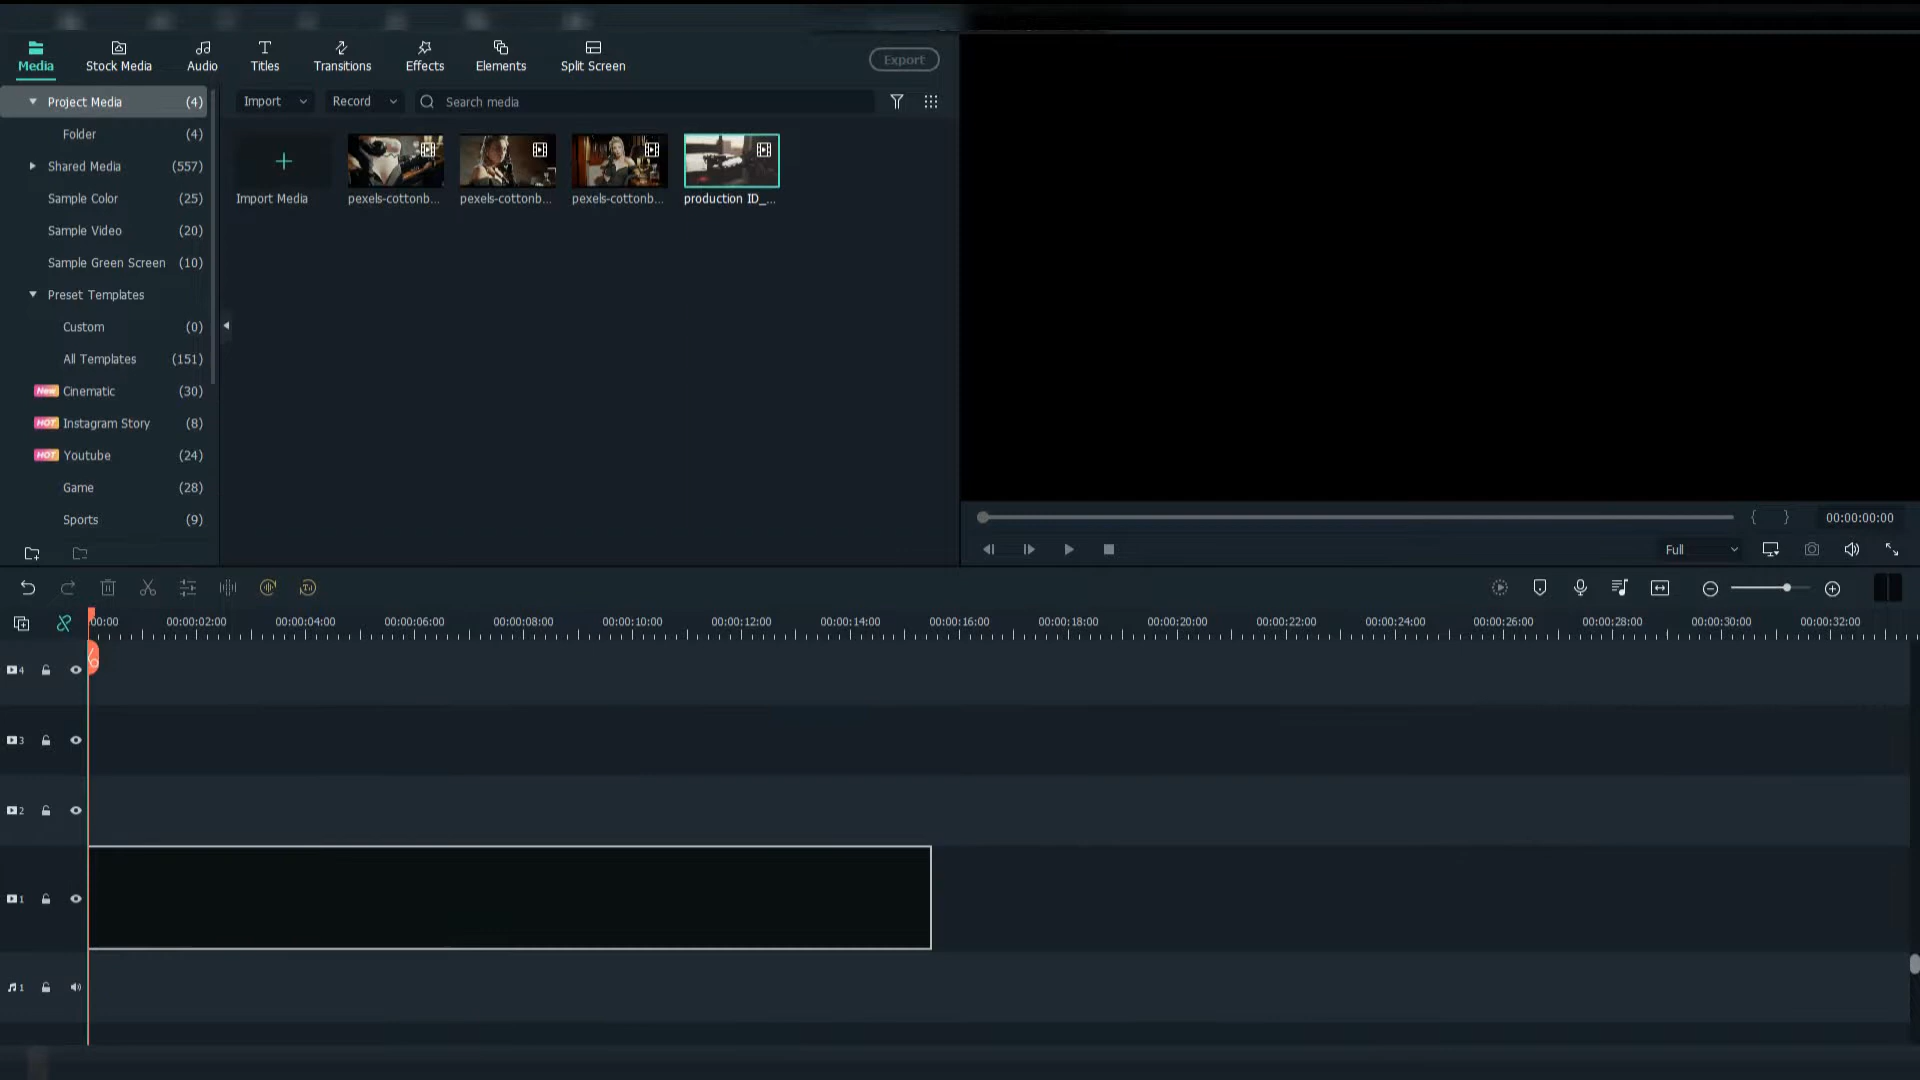 Media
Stock Media
Audio
Titles
Transitions
Effects
Elements
Split Screen
Export
Project Media (4)
Folder (4)
Shared Media (557)
Sample Color (25)
Sample Video (20)
Sample Green Screen (10)
Preset Templates
Custom (0)
All Templates (151)
New Cinematic (30)
HOT Instagram Story (8)
HOT Youtube (24)
Game (28)
Sports (9)
Import
Record
Search media
Import Media
pexels-cottonb...
pexels-cottonb...
pexels-cottonb...
production ID_...
{ }
00:00:00:00
Full
00:00
00:00:02:00
00:00:04:00
00:00:06:00
00:00:08:00
00:00:10:00
00:00:12:00
00:00:14:00
00:00:16:00
00:00:18:00
00:00:20:00
00:00:22:00
00:00:24:00
00:00:26:00
00:00:28:00
00:00:30:00
00:00:32:00
4
3
2
1
1